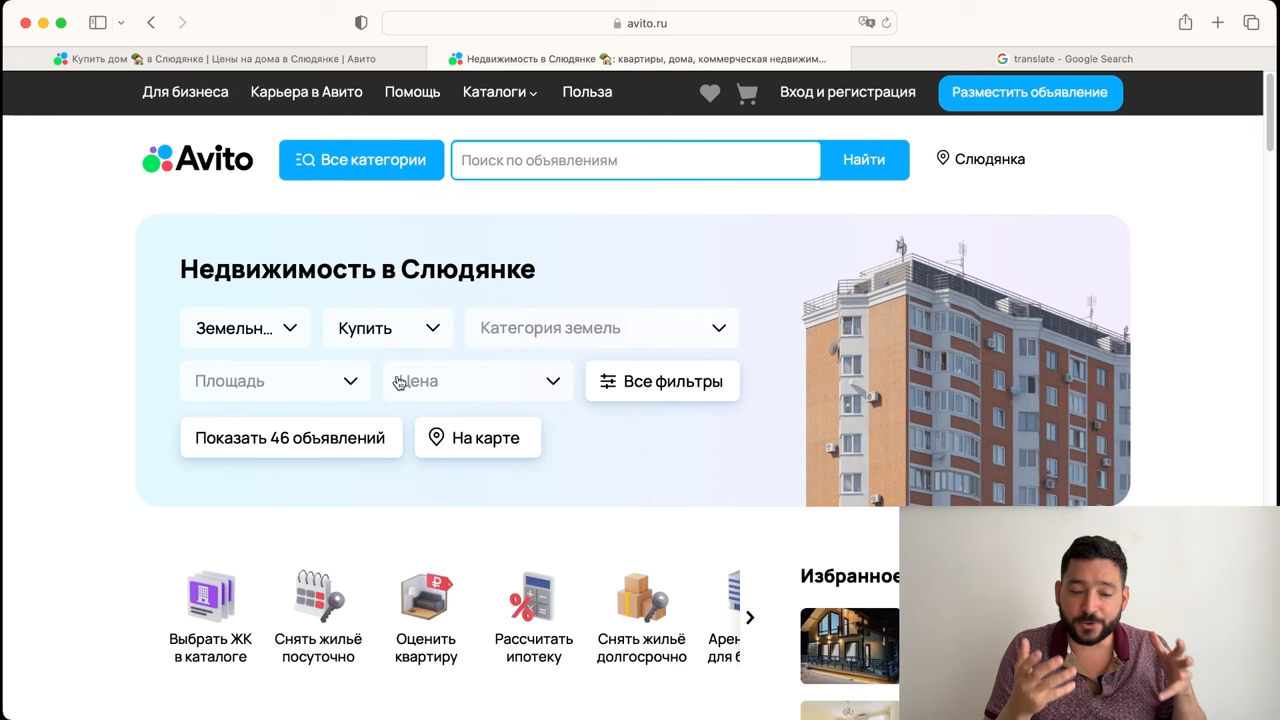 avito.ru
Купить дом 🏡 в Слюдянке | Цены на дома в Слюдянке | Авито
Недвижимость в Слюдянке 🏡: квартиры, дома, коммерческая недвижим...
translate - Google Search
Для бизнеса
Карьера в Авито
Помощь
Каталоги
Польза
Вход и регистрация
Разместить объявление
Avito
Все категории
Поиск по объявлениям
Найти
Слюдянка
Недвижимость в Слюдянке
Земельн...
Купить
Категория земель
Площадь
Цена
Все фильтры
Показать 46 объявлений
На карте
Выбрать ЖК
в каталоге
Снять жильё
посуточно
Оценить
квартиру
Рассчитать
ипотеку
Снять жильё
долгосрочно
Избранное